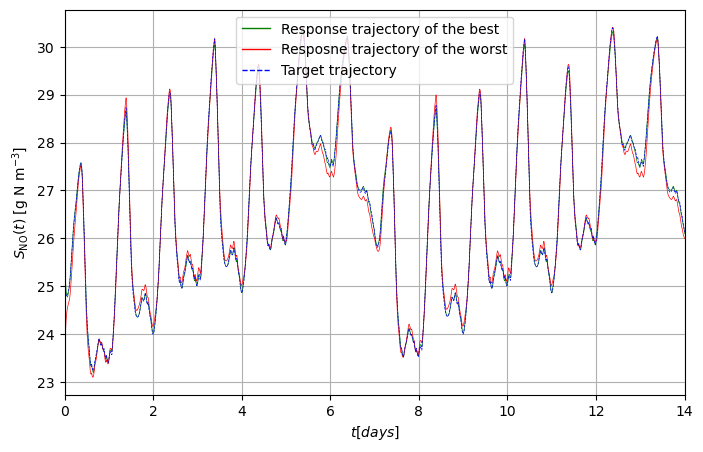 Response trajectory of the best
Resposne trajectory of the worst
Target trajectory
30
29
28
27
26
25
24
23
s_NO(t) [g N m⁻³]
0 2 4 6 8 10 12 14
t[days]